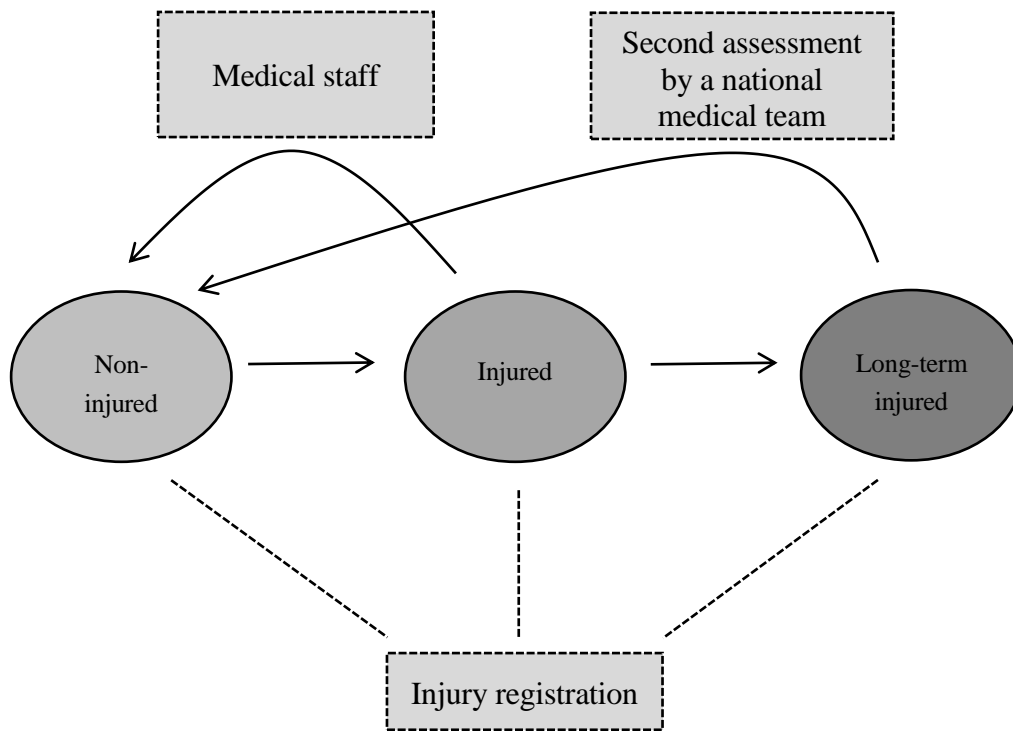 Medical staff
Second assessment
by a national
medical team
Non-
injured
Injured
Long-term
injured
Injury registration